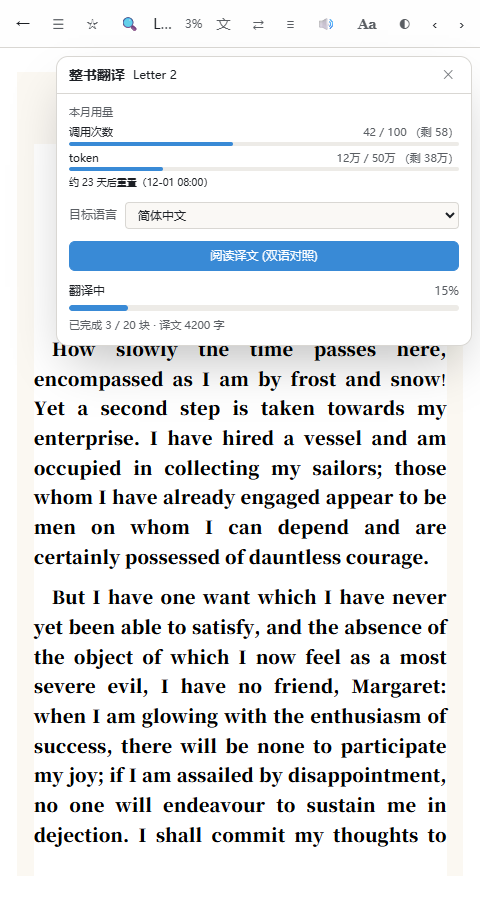 L... 3% 文 Aa
整书翻译 Letter 2
本月用量
调用次数 42 / 100 (剩 58)
token 12万 / 50万 (剩 38万)
约 23 天后重置 (12-01 08:00)
目标语言 简体中文
阅读译文 (双语对照)
翻译中 15%
已完成 3 / 20 块 · 译文 4200 字
How slowly the time passes here,
encompassed as I am by frost and snow!
Yet a second step is taken towards my
enterprise. I have hired a vessel and am
occupied in collecting my sailors; those
whom I have already engaged appear to be
men on whom I can depend and are
certainly possessed of dauntless courage.
But I have one want which I have never
yet been able to satisfy, and the absence of
the object of which I now feel as a most
severe evil, I have no friend, Margaret:
when I am glowing with the enthusiasm of
success, there will be none to participate
my joy; if I am assailed by disappointment,
no one will endeavour to sustain me in
dejection. I shall commit my thoughts to